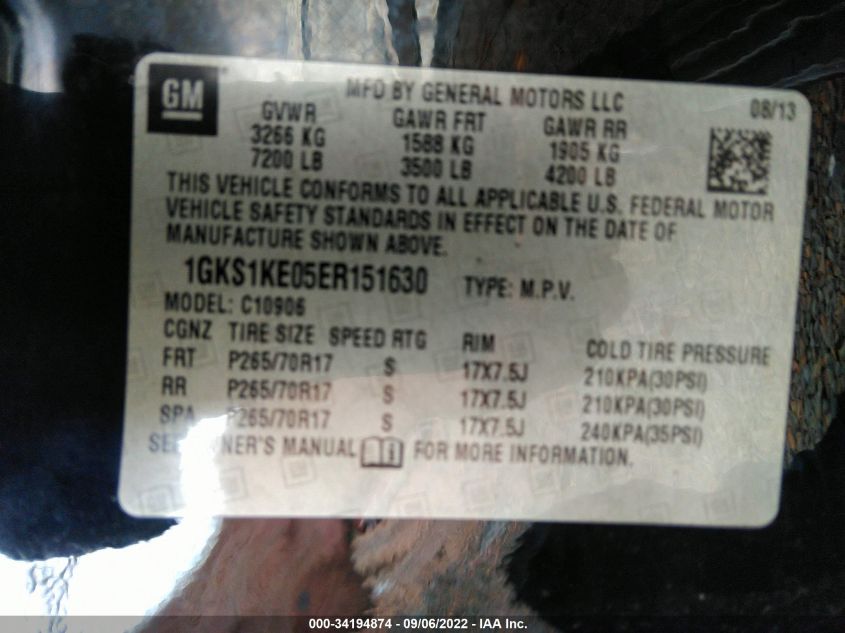 GM
MFD BY GENERAL MOTORS LLC
08/13
GVWR GAWR FRT GAWR RR
3266 KG 1588 KG 1905 KG
7200 LB 3500 LB 4200 LB
THIS VEHICLE CONFORMS TO ALL APPLICABLE U.S. FEDERAL MOTOR
VEHICLE SAFETY STANDARDS IN EFFECT ON THE DATE OF
MANUFACTURE SHOWN ABOVE.
1GKS1KE05ER151630 TYPE: M.P.V.
MODEL: C10906
CGNZ TIRE SIZE SPEED RTG RIM COLD TIRE PRESSURE
FRT P265/70R17 S 17X7.5J 210KPA(30PSI)
RR P265/70R17 S 17X7.5J 210KPA(30PSI)
SPA P265/70R17 S 17X7.5J 240KPA(35PSI)
SEE OWNER'S MANUAL FOR MORE INFORMATION.
000-34194874 / 09/06/2022 - IAA Inc.